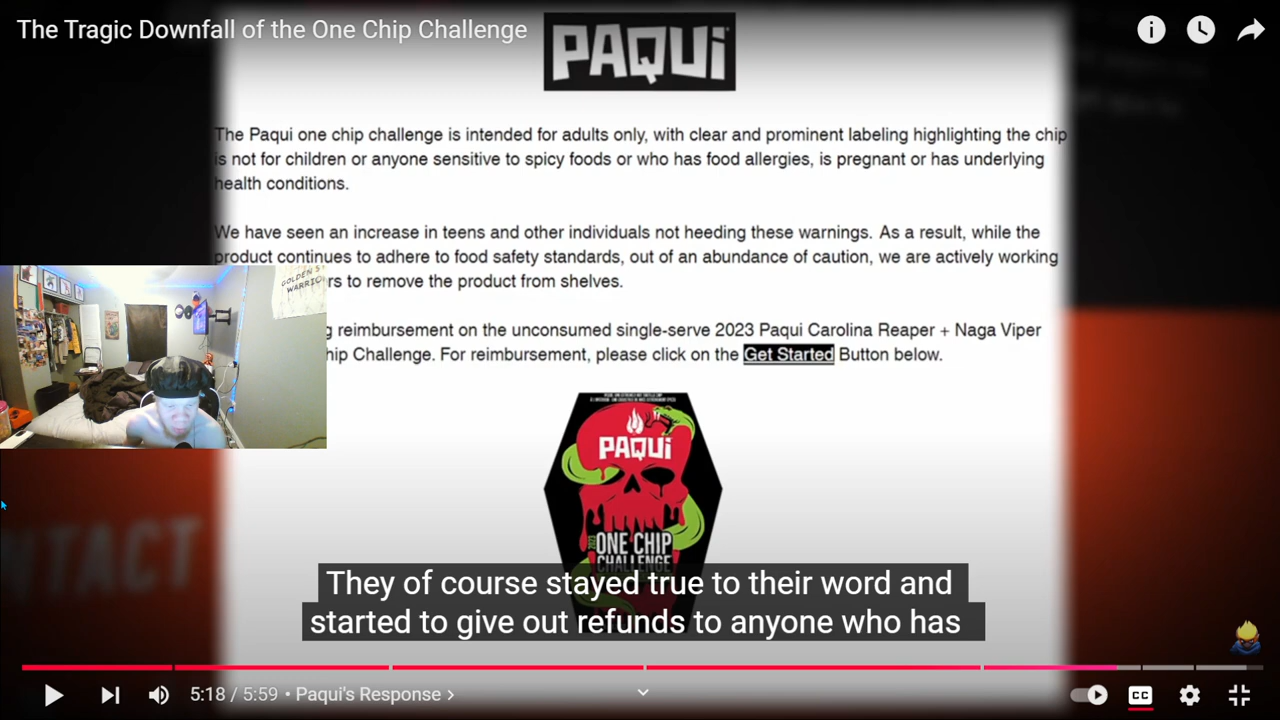 The Tragic Downfall of the One Chip Challenge
PAQUI
The Paqui one chip challenge is intended for adults only, with clear and prominent labeling highlighting the chip
is not for children or anyone sensitive to spicy foods or who has food allergies, is pregnant or has underlying
health conditions.
We have seen an increase in teens and other individuals not heeding these warnings. As a result, while the
product continues to adhere to food safety standards, out of an abundance of caution, we are actively working
to remove the product from shelves.
GOLDEN
WARRIO
reimbursement on the unconsumed single-serve 2023 Paqui Carolina Reaper + Naga Viper
Challenge. For reimbursement, please click on the Get Started Button below.
PAQUI
2023
ONE CHIP
CHALLENGE
NTACT
They of course stayed true to their word and
started to give out refunds to anyone who has
5:18 / 5:59 • Paqui's Response >
CC